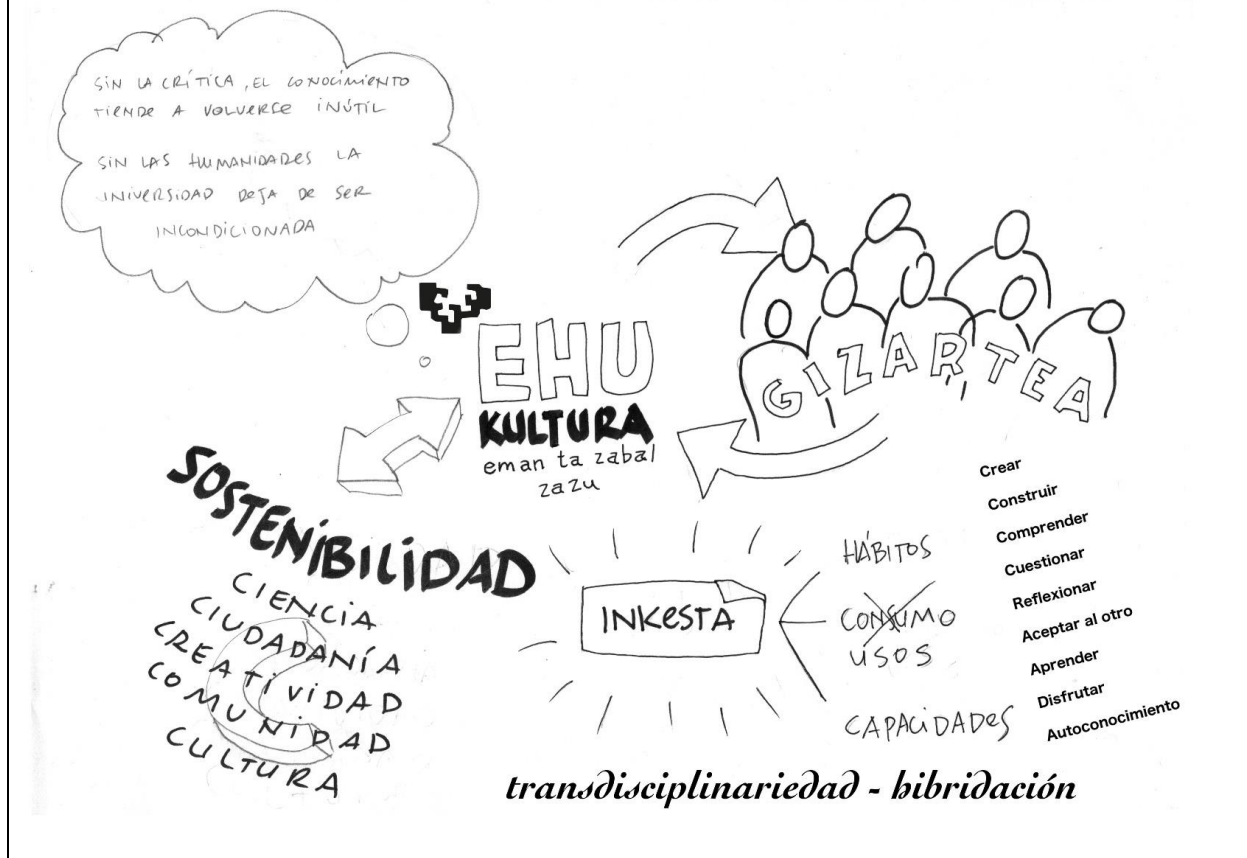 SIN LA CRÍTICA, EL CONOCIMIENTO
TIENDE A VOLVERSE INÚTIL
SIN LAS HUMANIDADES LA
UNIVERSIDAD DEJA DE SER
INCONDICIONADA
EHU
KULTURA
eman ta zabal
zazu
GIZARTEA
SOSTENIBILIDAD
CIENCIA
CIUDADANÍA
CREATIVIDAD
COMUNIDAD
CULTURA
INKESTA
HÁBITOS
CONSUMO
USOS
CAPACIDADES
Crear
Construir
Comprender
Cuestionar
Reflexionar
Aceptar al otro
Aprender
Disfrutar
Autoconocimiento
transdisciplinariedad - hibridación